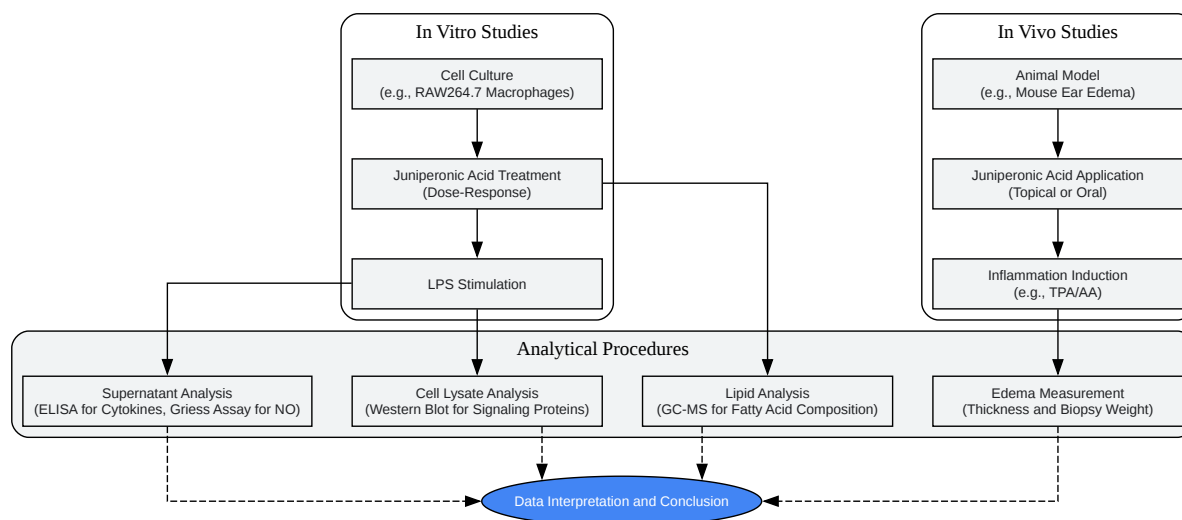 In Vitro Studies
Cell Culture
(e.g., RAW264.7 Macrophages)
Juniperonic Acid Treatment
(Dose-Response)
LPS Stimulation
In Vivo Studies
Animal Model
(e.g., Mouse Ear Edema)
Juniperonic Acid Application
(Topical or Oral)
Inflammation Induction
(e.g., TPA/AA)
Analytical Procedures
Supernatant Analysis
(ELISA for Cytokines, Griess Assay for NO)
Cell Lysate Analysis
(Western Blot for Signaling Proteins)
Lipid Analysis
(GC-MS for Fatty Acid Composition)
Edema Measurement
(Thickness and Biopsy Weight)
Data Interpretation and Conclusion